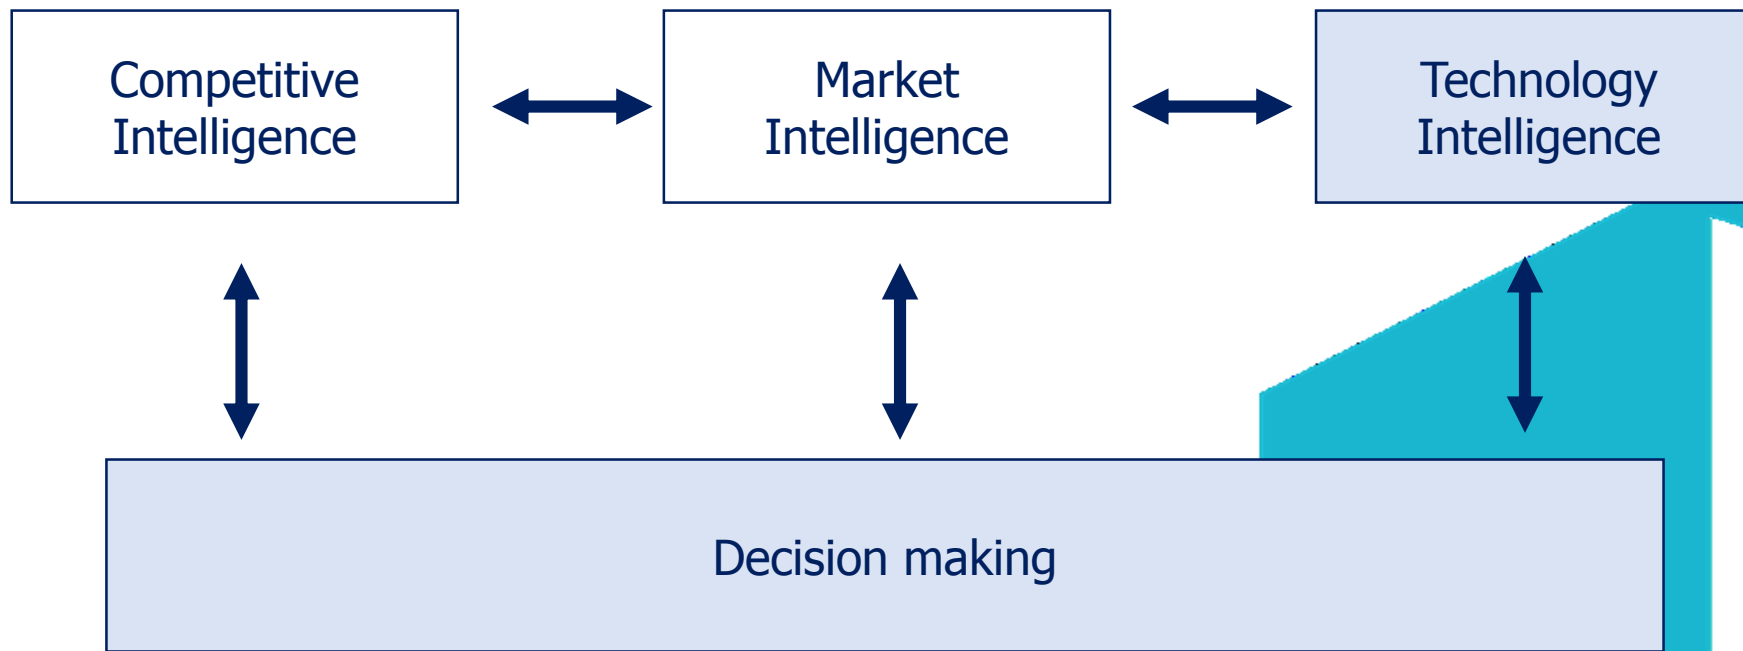 Competitive
Intelligence
Market
Intelligence
Technology
Intelligence
Decision making